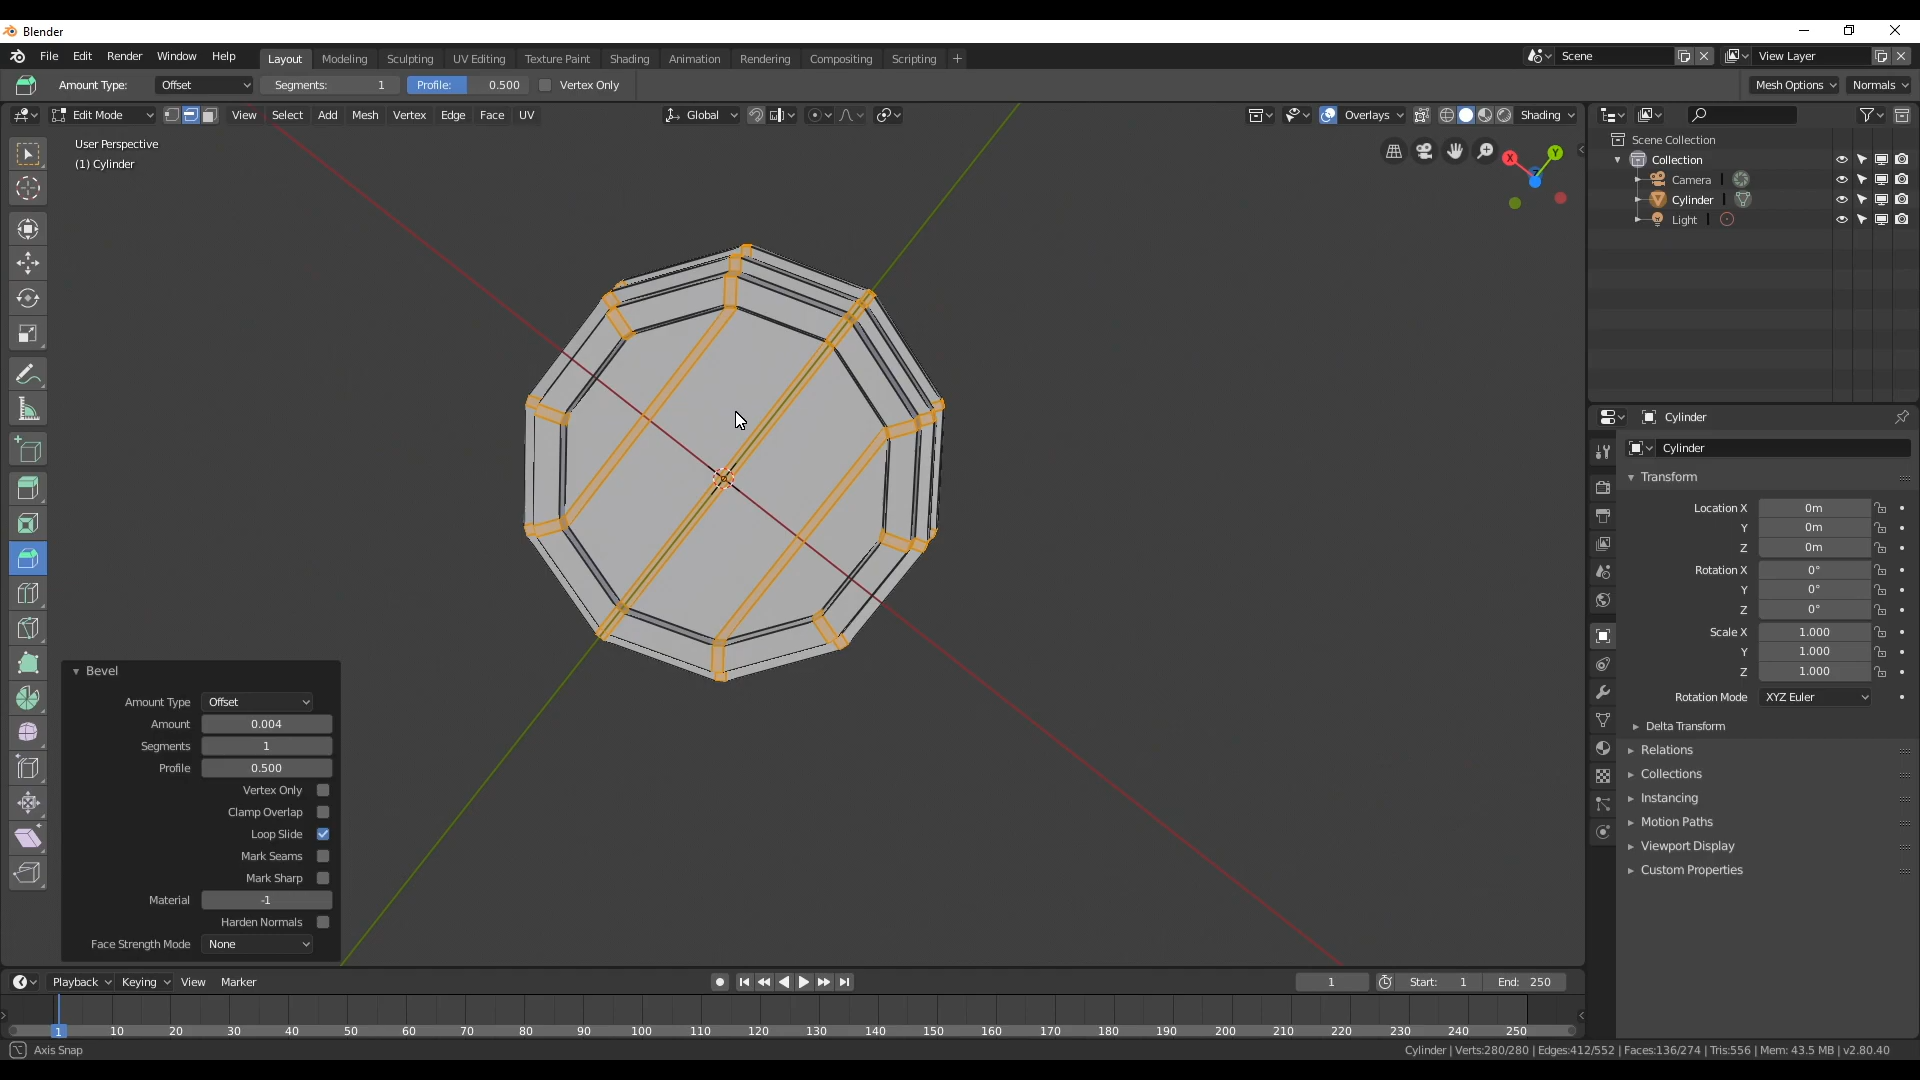 Blender
File Edit Render Window Help Layout Modeling Sculpting UV Editing Texture Paint Shading Animation Rendering Compositing Scripting + Scene View Layer
Amount Type: Offset Segments: 1 Profile: 0.500 Vertex Only Mesh Options Normals
Edit Mode View Select Add Mesh Vertex Edge Face UV Global Overlays Shading
User Perspective
(1) Cylinder
X Y Z
Scene Collection
Collection
Camera
Cylinder
Light
Cylinder
Cylinder
Transform
Location X 0m
Y 0m
Z 0m
Rotation X 0°
Y 0°
Z 0°
Scale X 1.000
Y 1.000
Z 1.000
Rotation Mode XYZ Euler
Delta Transform
Relations
Collections
Instancing
Motion Paths
Viewport Display
Custom Properties
Bevel
Amount Type Offset
Amount 0.004
Segments 1
Profile 0.500
Vertex Only
Clamp Overlap
Loop Slide
Mark Seams
Mark Sharp
Material -1
Harden Normals
Face Strength Mode None
Playback Keying View Marker 1 Start: 1 End: 250
1 10 20 30 40 50 60 70 80 90 100 110 120 130 140 150 160 170 180 190 200 210 220 230 240 250
Axis Snap Cylinder | Verts:280/280 | Edges:412/552 | Faces:136/274 | Tris:556 | Mem: 43.5 MB | v2.80.40